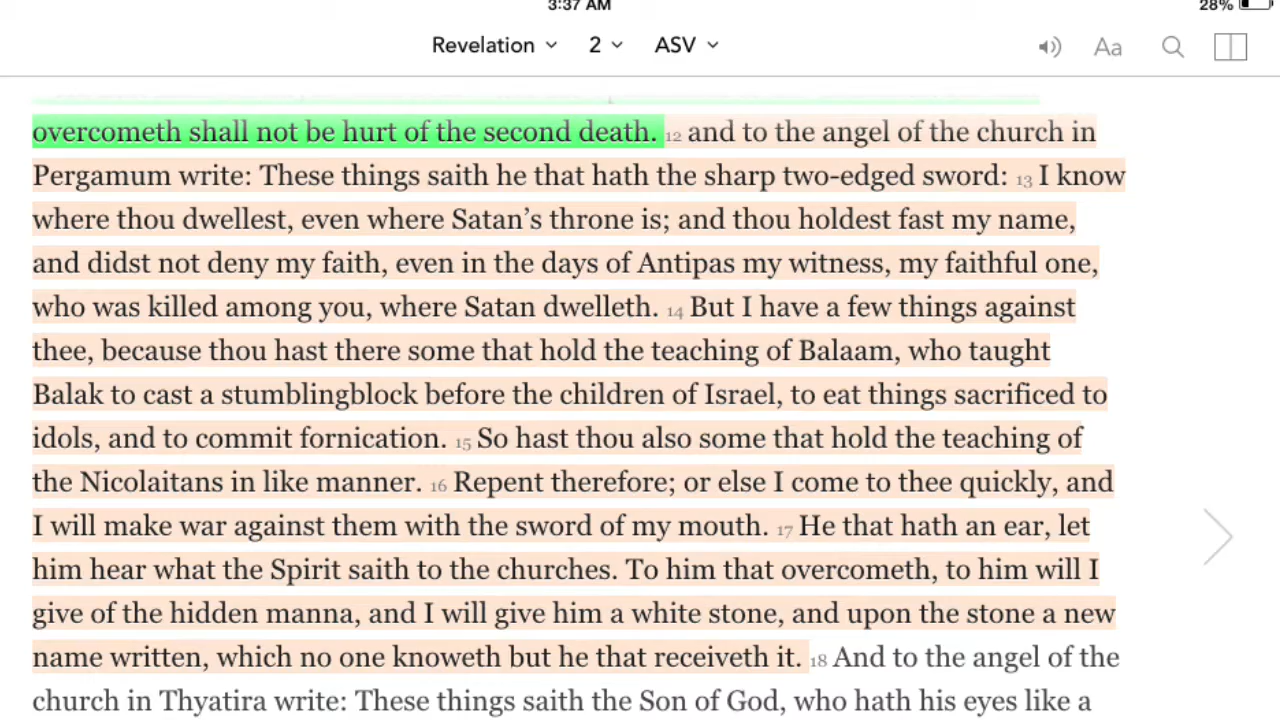 3:37 AM 28%
Revelation 2 ASV Aa
overcometh shall not be hurt of the second death. 12 and to the angel of the church in
Pergamum write: These things saith he that hath the sharp two-edged sword: 13 I know
where thou dwellest, even where Satan’s throne is; and thou holdest fast my name,
and didst not deny my faith, even in the days of Antipas my witness, my faithful one,
who was killed among you, where Satan dwelleth. 14 But I have a few things against
thee, because thou hast there some that hold the teaching of Balaam, who taught
Balak to cast a stumblingblock before the children of Israel, to eat things sacrificed to
idols, and to commit fornication. 15 So hast thou also some that hold the teaching of
the Nicolaitans in like manner. 16 Repent therefore; or else I come to thee quickly, and
I will make war against them with the sword of my mouth. 17 He that hath an ear, let
him hear what the Spirit saith to the churches. To him that overcometh, to him will I
give of the hidden manna, and I will give him a white stone, and upon the stone a new
name written, which no one knoweth but he that receiveth it. 18 And to the angel of the
church in Thyatira write: These things saith the Son of God, who hath his eyes like a